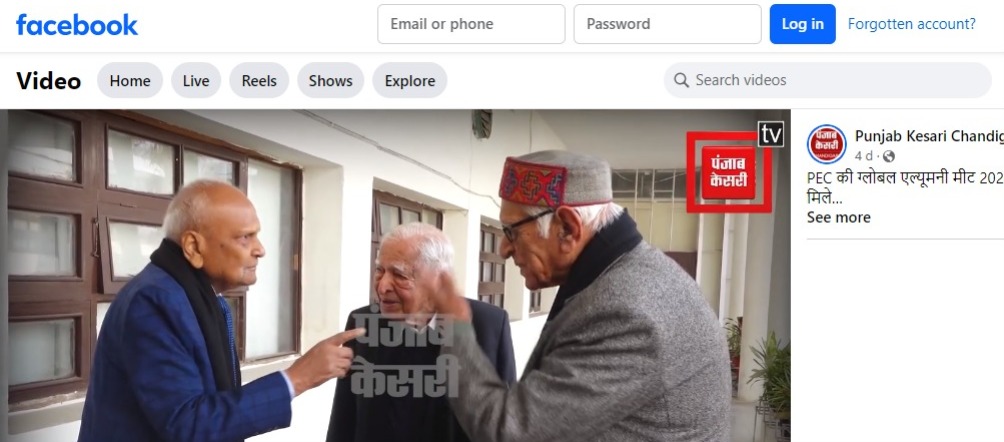 facebook
Email or phone
Password
Log in
Forgotten account?
Video
Home
Live
Reels
Shows
Explore
Search videos
tv
पंजाब
केसरी
पंजाब
केसरी
पंजाब
केसरी
Punjab Kesari Chandig
4 d
PEC की ग्लोबल एल्यूमनी मीट 202
मिले...
See more